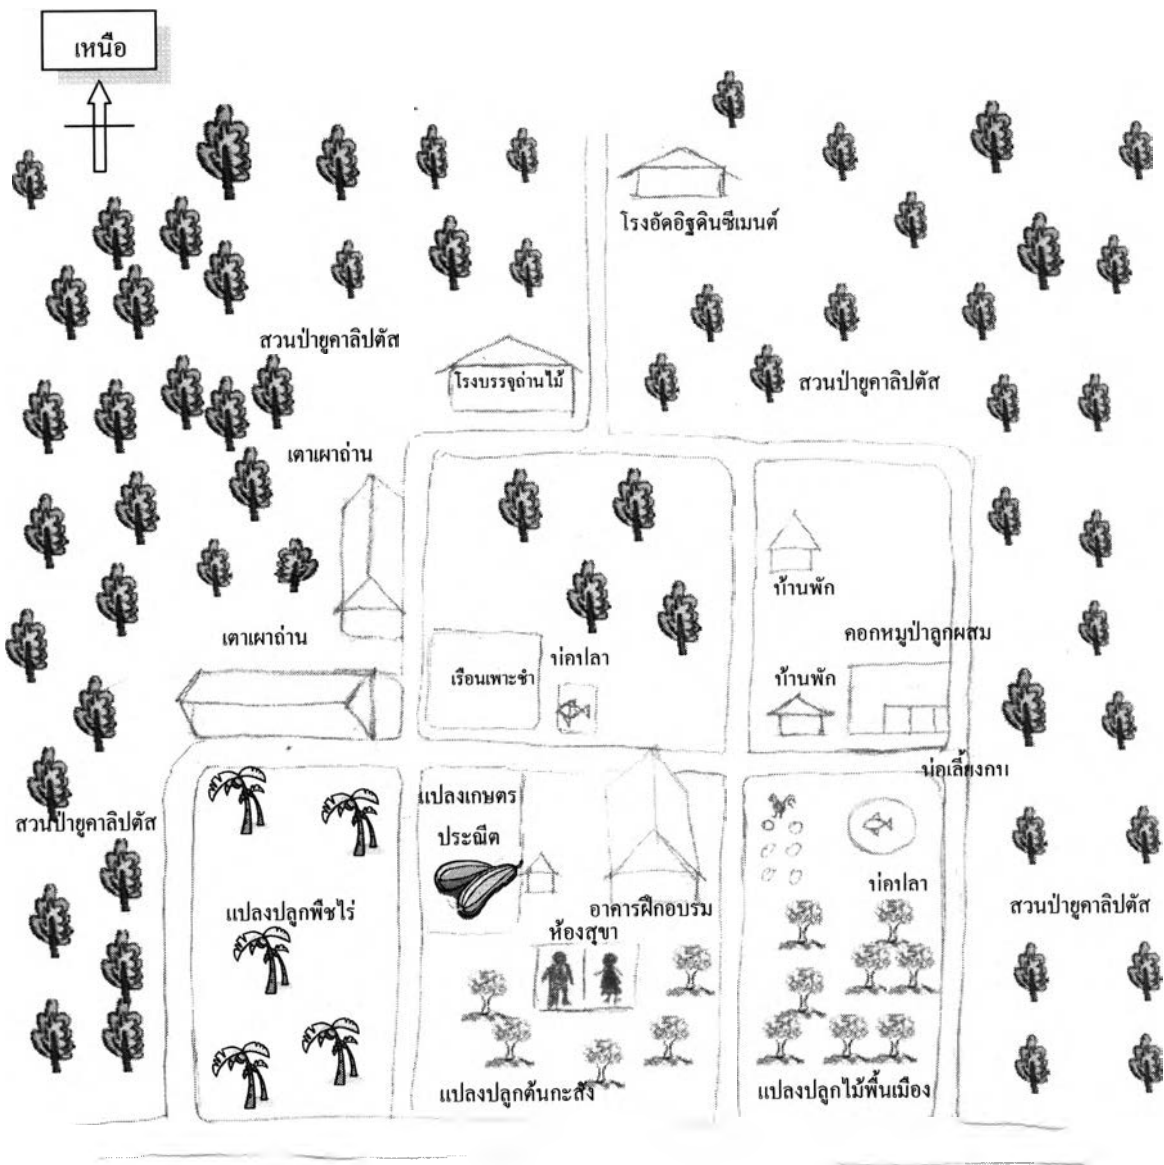 เหนือ
โรงอัดอิฐดินซีเมนต์
สวนป่ายูคาลิปตัส
โรงบรรจุถ่านไม้
สวนป่ายูคาลิปตัส
เตาเผาถ่าน
บ้านพัก
เตาเผาถ่าน
คอกหมูป่าลูกผสม
บ่อปลา
เรือนเพาะชำ
บ้านพัก
บ่อเลี้ยงกบ
แปลงเกษตร
ประณีต
สวนป่ายูคาลิปตัส
บ่อปลา
แปลงปลูกพืชไร่
อาคารฝึกอบรม
สวนป่ายูคาลิปตัส
ห้องสุขา
แปลงปลูกต้นกะสัง
แปลงปลูกไม้พื้นเมือง